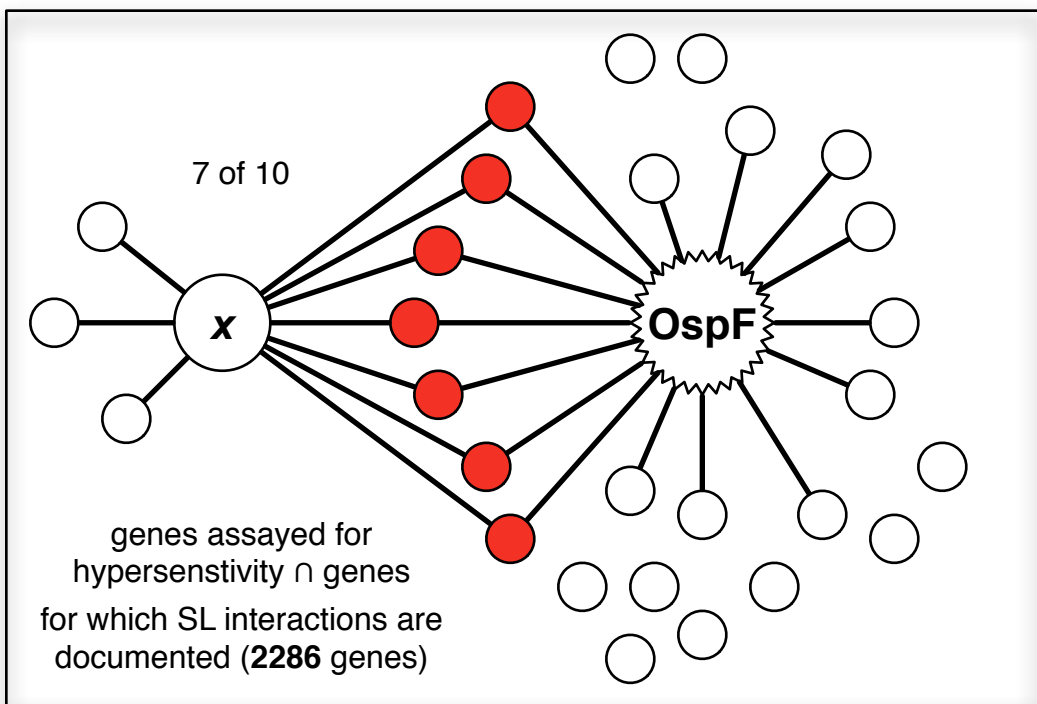 7 of 10
x
OspF
genes assayed for
hypersenstivity ∩ genes
for which SL interactions are
documented (2286 genes)